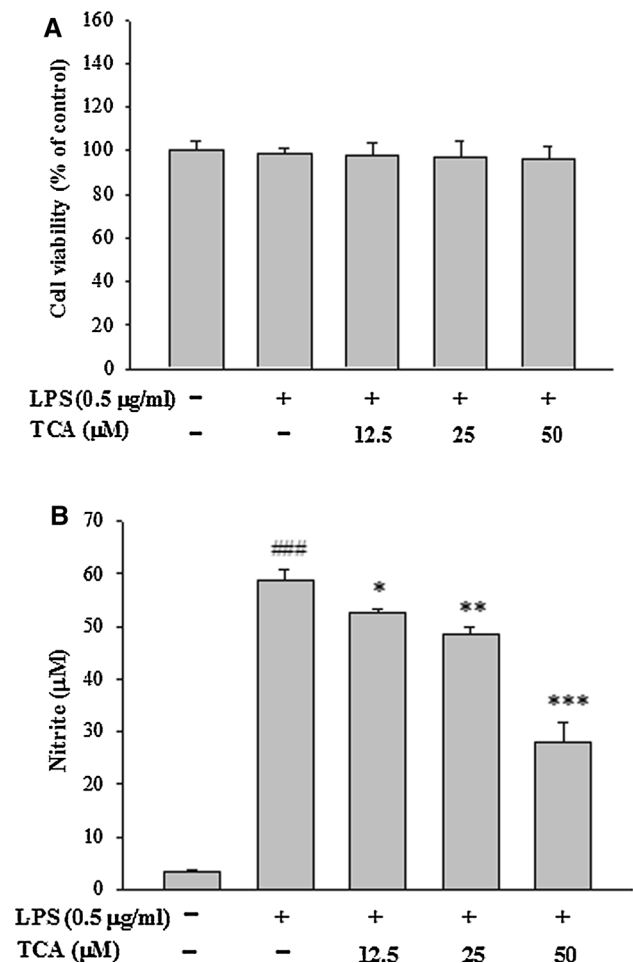 A
Cell viability (% of control)
160
140
120
100
80
60
40
20
0
LPS (0.5 µg/ml) − + + + +
TCA (µM) − − 12.5 25 50
B
Nitrite (µM)
70
60
50
40
30
20
10
0
###
*
**
***
LPS (0.5 µg/ml) − + + + +
TCA (µM) − − 12.5 25 50